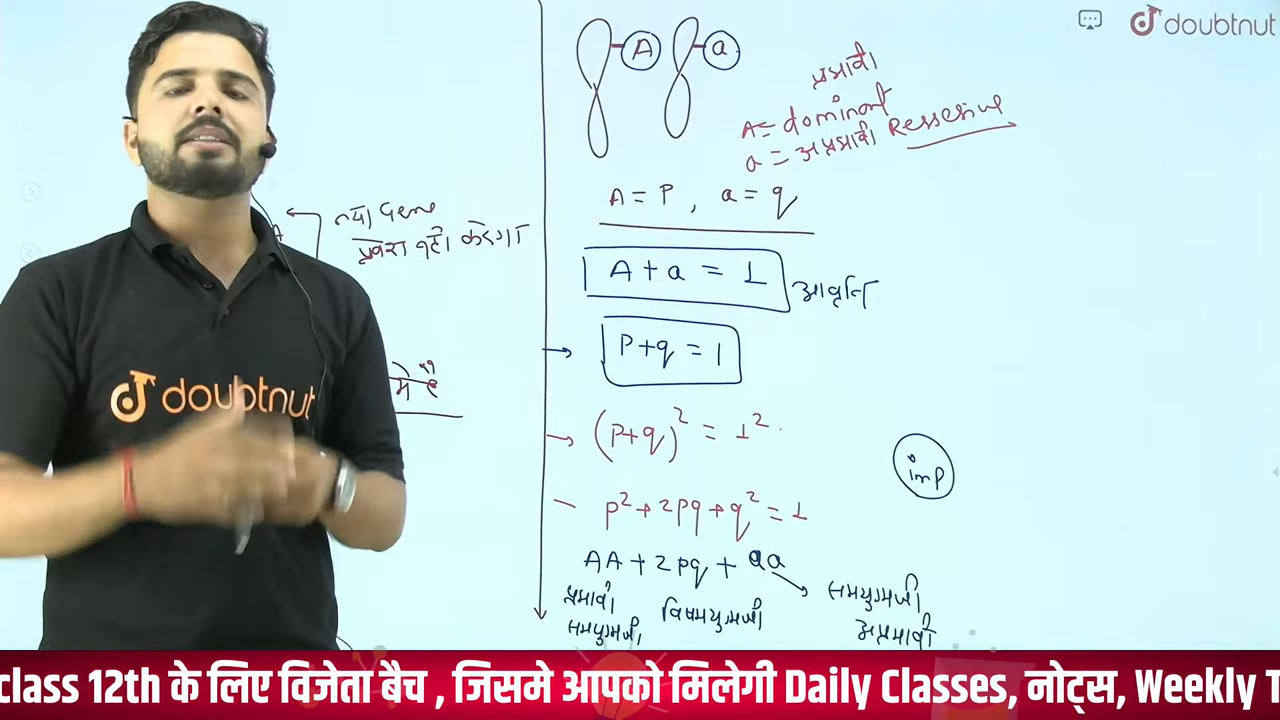 doubtnut
A a
प्रभावी
A = dominant
a = अप्रभावी Ressesive
A = P , a = q
नया Gene
प्रवेश नहीं करेगा
A + a = 1 आवृत्ति
P+q = 1
में
(P+q)² = 1²
imp
doubtnut
p²+2pq+q² = 1
AA + 2pq + aa
प्रभावी विषमयुग्मजी समयुग्मजी
समयुग्मजी अप्रभावी
class 12th के लिए विजेता बैच , जिसमे आपको मिलेगी Daily Classes, नोट्स, Weekly T